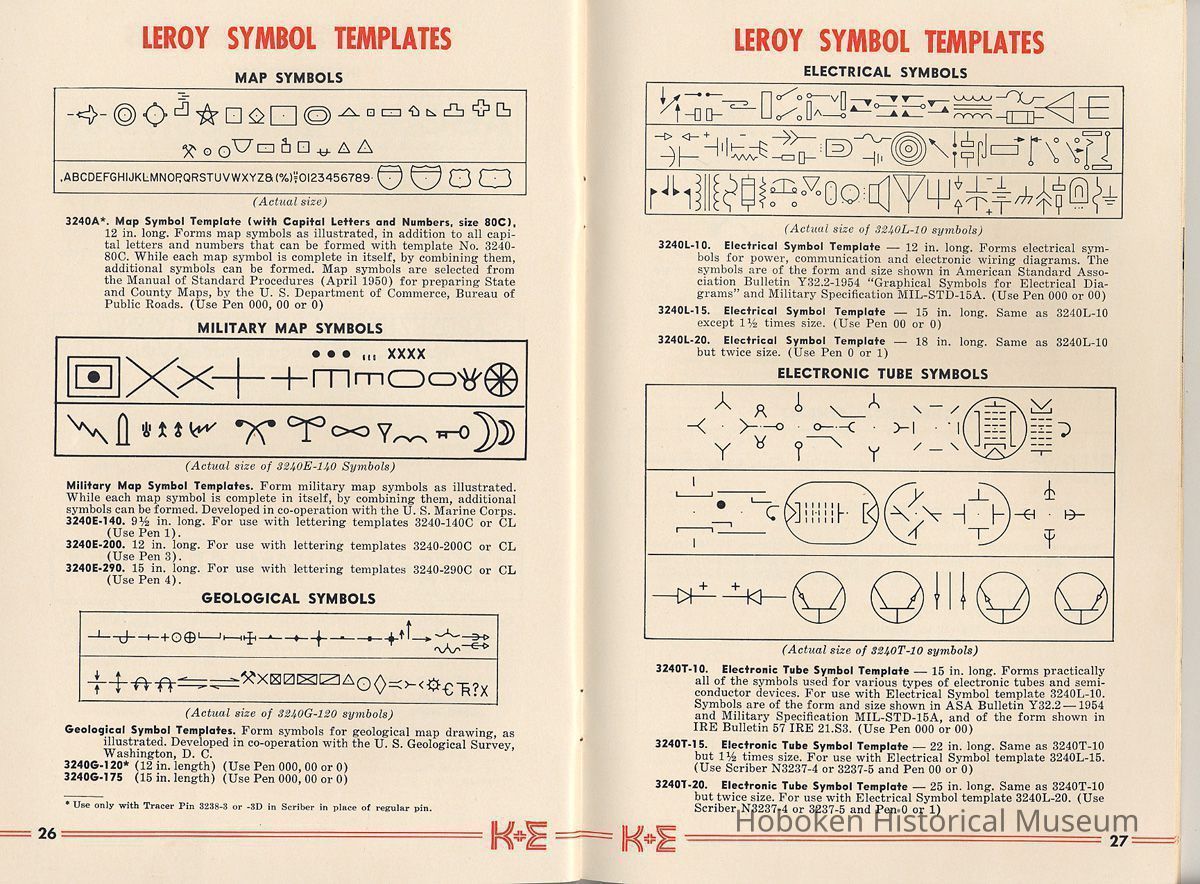 LEROY SYMBOL TEMPLATES
MAP SYMBOLS
.ABCDEFGHIJKLMNOPQRSTUVWXYZ&(%)0123456789
(Actual size)
3240A*. Map Symbol Template (with Capital Letters and Numbers, size 80C),
12 in. long. Forms map symbols as illustrated, in addition to all capi-
tal letters and numbers that can be formed with template No. 3240-
80C. While each map symbol is complete in itself, by combining them,
additional symbols can be formed. Map symbols are selected from
the Manual of Standard Procedures (April 1950) for preparing State
and County Maps, by the U. S. Department of Commerce, Bureau of
Public Roads. (Use Pen 000, 00 or 0)
MILITARY MAP SYMBOLS
XXXX
(Actual size of 3240E-140 Symbols)
Military Map Symbol Templates. Form military map symbols as illustrated.
While each map symbol is complete in itself, by combining them, additional
symbols can be formed. Developed in co-operation with the U. S. Marine Corps.
3240E-140. 9½ in. long. For use with lettering templates 3240-140C or CL
(Use Pen 1).
3240E-200. 12 in. long. For use with lettering templates 3240-200C or CL
(Use Pen 3).
3240E-290. 15 in. long. For use with lettering templates 3240-290C or CL
(Use Pen 4).
GEOLOGICAL SYMBOLS
(Actual size of 3240G-120 symbols)
Geological Symbol Templates. Form symbols for geological map drawing, as
illustrated. Developed in co-operation with the U. S. Geological Survey,
Washington, D. C.
3240G-120* (12 in. length) (Use Pen 000, 00 or 0)
3240G-175 (15 in. length) (Use Pen 000, 00 or 0)
* Use only with Tracer Pin 3238-3 or -3D in Scriber in place of regular pin.
26
K+E
LEROY SYMBOL TEMPLATES
ELECTRICAL SYMBOLS
(Actual size of 3240L-10 symbols)
3240L-10. Electrical Symbol Template — 12 in. long. Forms electrical sym-
bols for power, communication and electronic wiring diagrams. The
symbols are of the form and size shown in American Standard Asso-
ciation Bulletin Y32.2-1954 "Graphical Symbols for Electrical Dia-
grams" and Military Specification MIL-STD-15A. (Use Pen 000 or 00)
3240L-15. Electrical Symbol Template — 15 in. long. Same as 3240L-10
except 1½ times size. (Use Pen 00 or 0)
3240L-20. Electrical Symbol Template — 18 in. long. Same as 3240L-10
but twice size. (Use Pen 0 or 1)
ELECTRONIC TUBE SYMBOLS
(Actual size of 3240T-10 symbols)
3240T-10. Electronic Tube Symbol Template — 15 in. long. Forms practically
all of the symbols used for various types of electronic tubes and semi-
conductor devices. For use with Electrical Symbol template 3240L-10.
Symbols are of the form and size shown in ASA Bulletin Y32.2—1954
and Military Specification MIL-STD-15A, and of the form shown in
IRE Bulletin 57 IRE 21.S3. (Use Pen 000 or 00)
3240T-15. Electronic Tube Symbol Template — 22 in. long. Same as 3240T-10
but 1½ times size. For use with Electrical Symbol template 3240L-15.
(Use Scriber N3237-4 or 3237-5 and Pen 00 or 0)
3240T-20. Electronic Tube Symbol Template — 25 in. long. Same as 3240T-10
but twice size. For use with Electrical Symbol template 3240L-20. (Use
Scriber N3237-4 or 3237-5 and Pen 0 or 1)
Hoboken Historical Museum
K+E
27